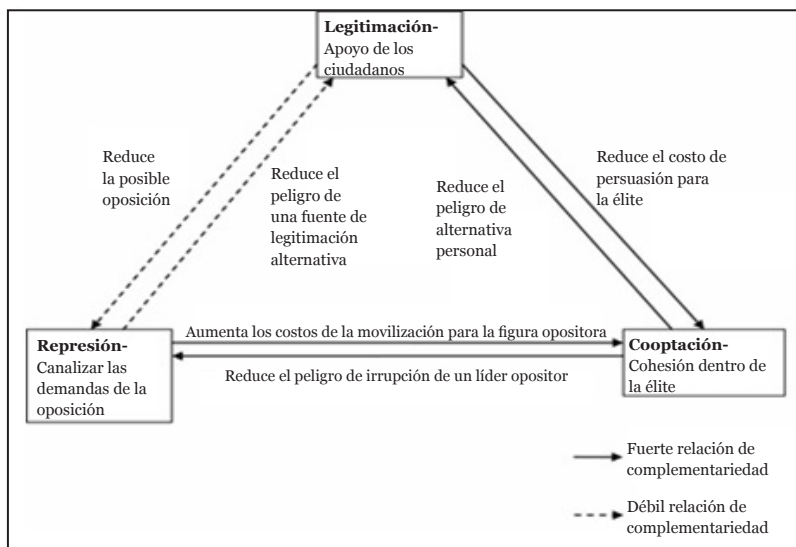 Legitimación-
Apoyo de los
ciudadanos
Reduce
la posible
oposición
Reduce el
peligro de
una fuente de
legitimación
alternativa
Reduce el
peligro de
alternativa
personal
Reduce el costo de
persuasión para
la élite
Represión-
Canalizar las
demandas de la
oposición
Aumenta los costos de la movilización para la figura opositora
Reduce el peligro de irrupción de un líder opositor
Cooptación-
Cohesión dentro de
la élite
Fuerte relación de
complementariedad
Débil relación de
complementariedad